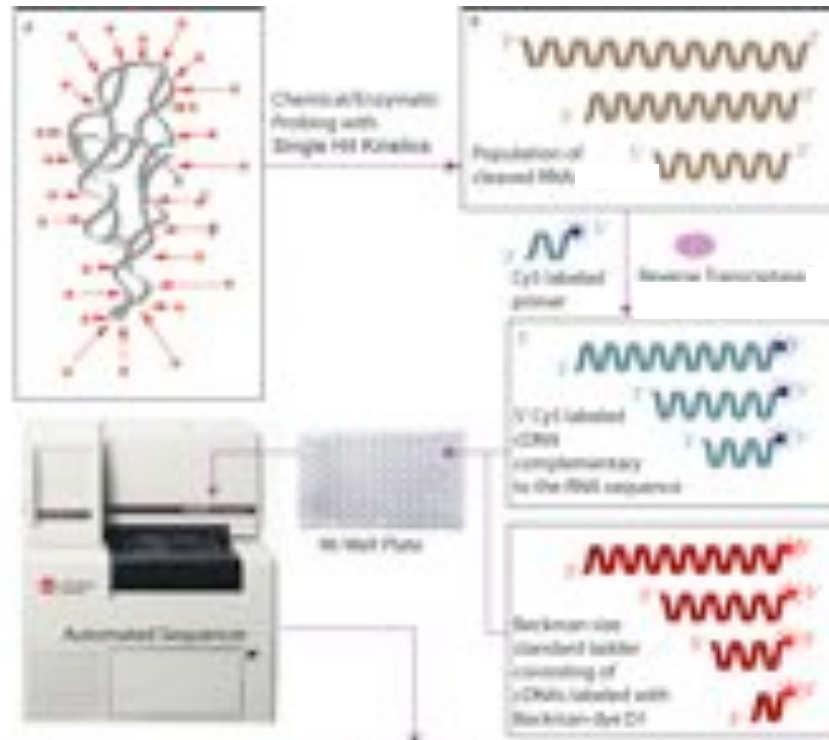 Chemical/Enzymatic
Probing with
Single Hit Kinetics
Population of
cleaved RNA
Cy5 labeled
primer
Reverse Transcriptase
5' Cy5 labeled
cDNA
complementary
to the RNA sequence
96 Well Plate
Automated Sequencer
Beckman size
standard ladder
consisting of
cDNAs labeled with
Beckman dye D1